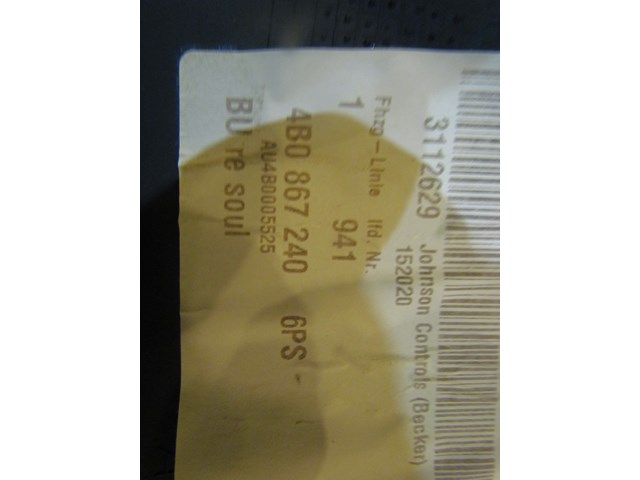 3112629 Johnson Controls (Becker)
152020
Fhzg-Linie lfd. Nr.
1 941
4B0 867 240 6PS
AU4B0005525
BU re soul